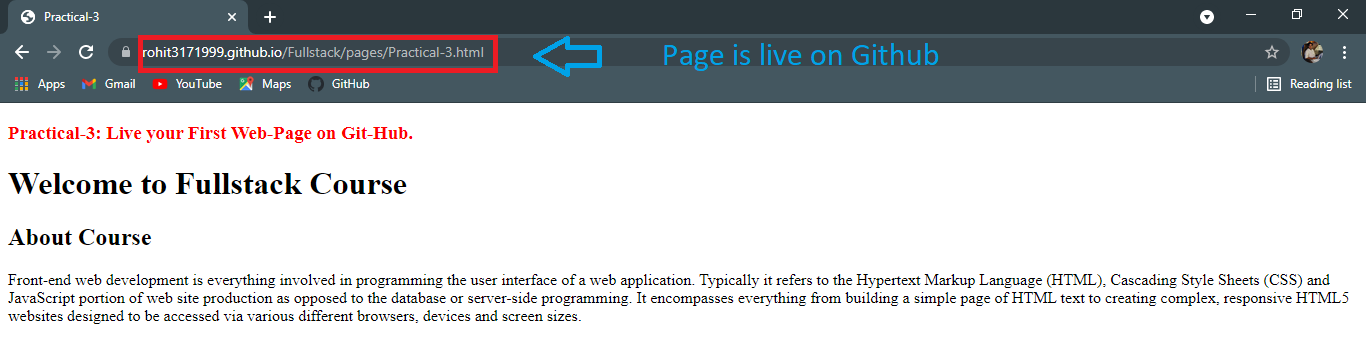 Practical-3
rohit3171999.github.io/Fullstack/pages/Practical-3.html
Page is live on Github
Apps Gmail YouTube Maps GitHub Reading list
Practical-3: Live your First Web-Page on Git-Hub.
Welcome to Fullstack Course
About Course
Front-end web development is everything involved in programming the user interface of a web application. Typically it refers to the Hypertext Markup Language (HTML), Cascading Style Sheets (CSS) and
JavaScript portion of web site production as opposed to the database or server-side programming. It encompasses everything from building a simple page of HTML text to creating complex, responsive HTML5
websites designed to be accessed via various different browsers, devices and screen sizes.